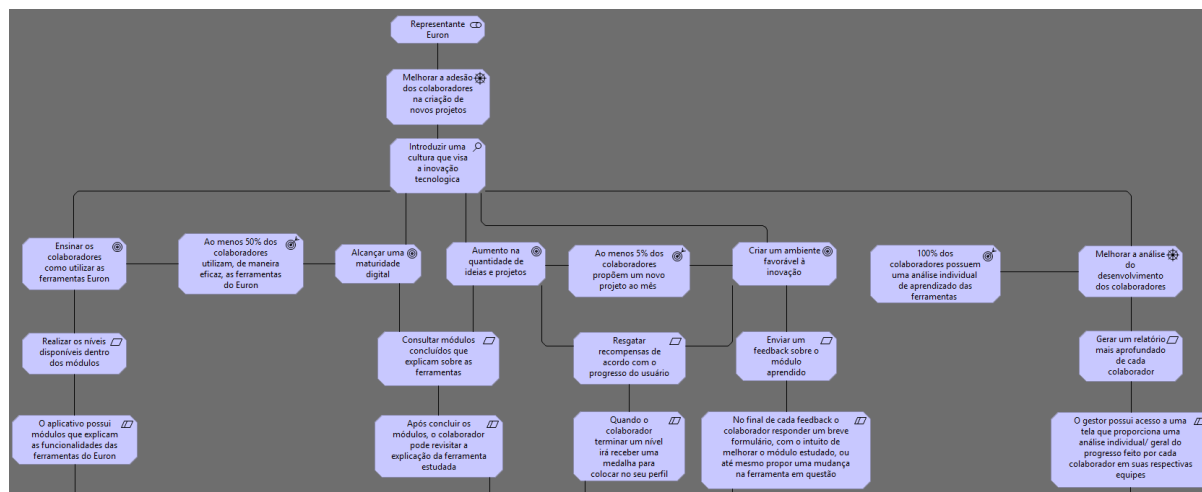 Representante
Euron
Melhorar a adesão
dos colaboradores
na criação de
novos projetos
Introduzir uma
cultura que visa
a inovação
tecnologica
Ensinar os
colaboradores
como utilizar as
ferramentas Euron
Ao menos 50% dos
colaboradores
utilizam, de maneira
eficaz, as ferramentas
do Euron
Alcançar uma
maturidade
digital
Aumento na
quantidade de
ideias e projetos
Ao menos 5% dos
colaboradores
propõem um novo
projeto ao mês
Criar um ambiente
favorável à
inovação
100% dos
colaboradores possuem
uma análise individual
de aprendizado das
ferramentas
Melhorar a análise
do
desenvolvimento
dos colaboradores
Realizar os níveis
disponíveis dentro
dos módulos
Consultar módulos
concluídos que
explicam sobre as
ferramentas
Resgatar
recompensas de
acordo com o
progresso do usuário
Enviar um
feedback sobre o
módulo
aprendido
Gerar um relatório
mais aprofundado
de cada
colaborador
O aplicativo possui
módulos que explicam
as funcionalidades das
ferramentas do Euron
Após concluir os
módulos, o colaborador
pode revisitar a
explicação da ferramenta
estudada
Quando o
colaborador
terminar um nível
irá receber uma
medalha para
colocar no seu perfil
No final de cada feedback o
colaborador responder um breve
formulário, com o intuito de
melhorar o módulo estudado, ou
até mesmo propor uma mudança
na ferramenta em questão
O gestor possui acesso a uma
tela que proporciona uma
análise individual/ geral do
progresso feito por cada
colaborador em suas respectivas
equipes